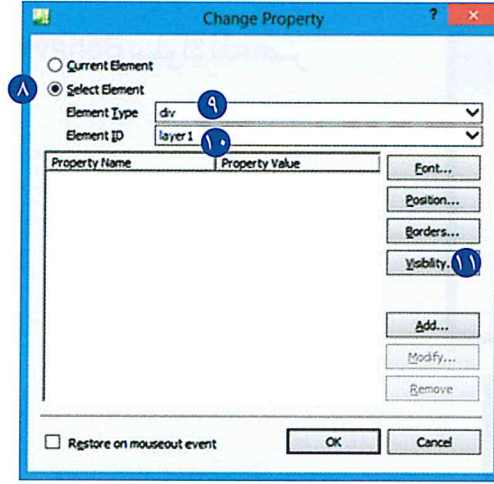 Change Property ?
Current Element
٨ Select Element
Element Type div ٩
Element ID layer1 ١٠
Property Name Property Value
Font...
Position...
Borders...
Visibility. ١١
Add...
Modify...
Remove
Restore on mouseout event OK Cancel